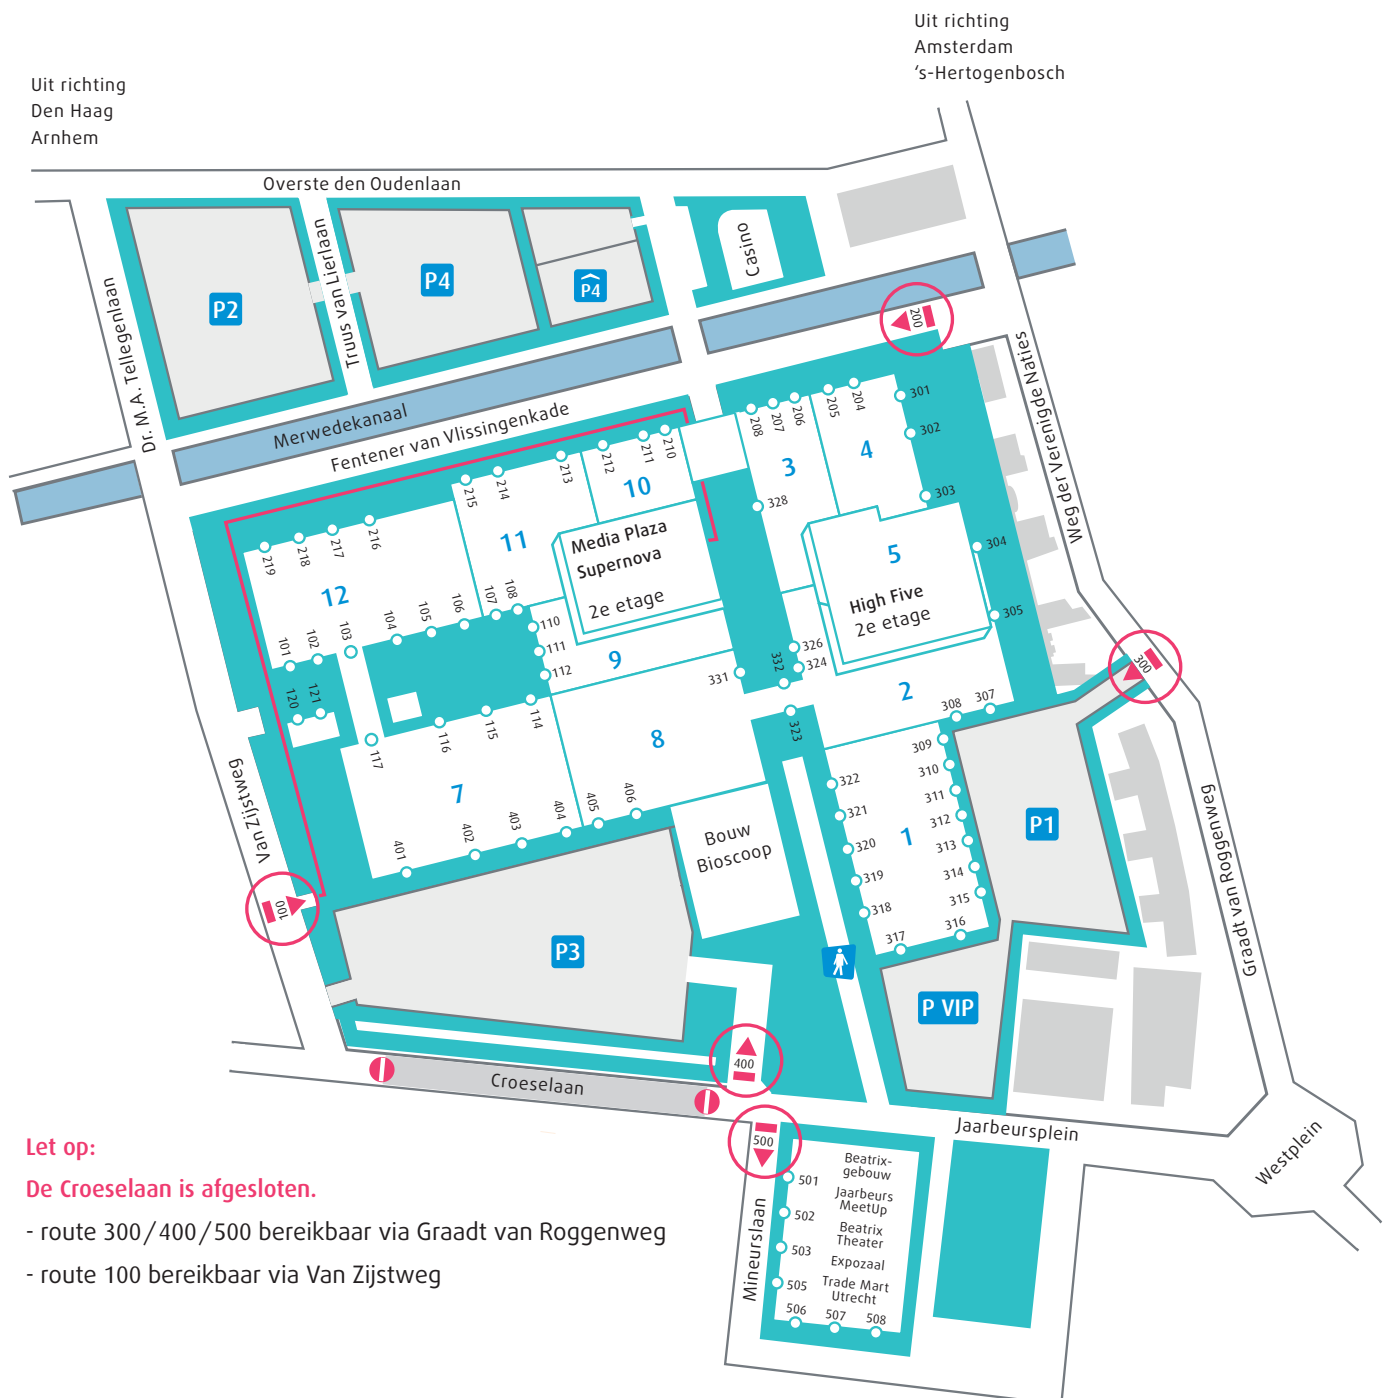 Uit richting
Amsterdam
‘s-Hertogenbosch
Uit richting
Den Haag
Arnhem
Overste den Oudenlaan
Dr. M.A. Tellegenlaan
Truus van Lierlaan
P2
P4
P4
Casino
Merwedekanaal
Fentener van Vlissingenkade
200
Weg der Verenigde Naties
208
207
206
205
204
301
302
303
304
305
3
4
328
5
High Five
2e etage
215
214
213
212
211
210
10
11
Media Plaza
Supernova
2e etage
219
218
217
216
12
101
102
103
104
105
106
107
108
110
111
112
9
120
121
117
116
115
114
331
332
326
324
323
2
308
307
300
8
7
401
402
403
404
405
406
Bouw
Bioscoop
309
310
311
312
313
314
315
316
317
318
319
320
321
322
1
P1
Graadt van Roggenweg
Van Zijstweg
100
P3
P VIP
400
Croeselaan
500
Jaarbeursplein
Westplein
Mineurslaan
501
502
503
505
506
507
508
Beatrix-
gebouw
Jaarbeurs
MeetUp
Beatrix
Theater
Expozaal
Trade Mart
Utrecht
Let op:
De Croeselaan is afgesloten.
- route 300/400/500 bereikbaar via Graadt van Roggenweg
- route 100 bereikbaar via Van Zijstweg